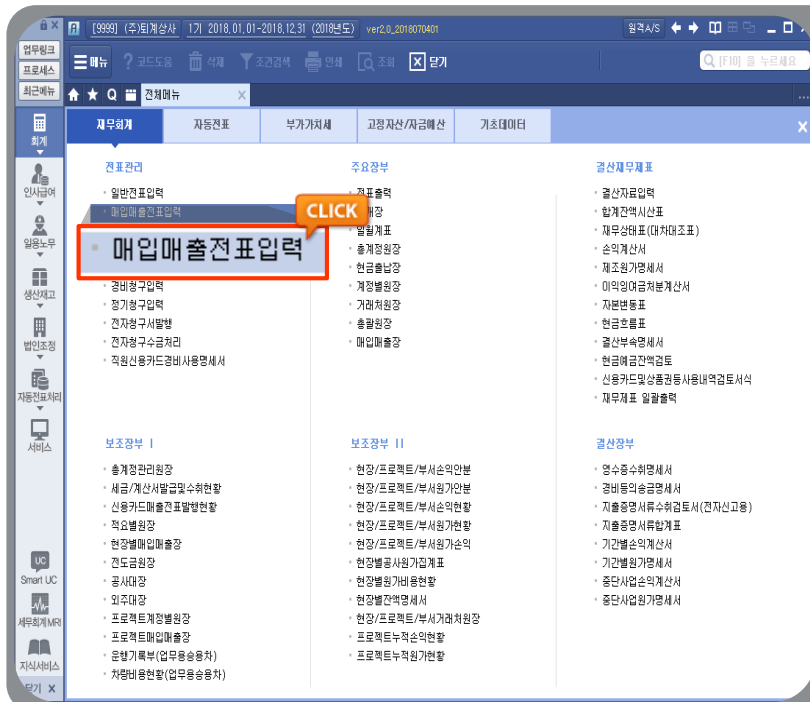 업무링크
프로세스
최근메뉴
회계
인사급여
일용노무
생산재고
법인조정
자동전표처리
서비스
UC
Smart UC
세무회계 MRI
지식서비스
닫기 X
[9999] (주)퇴계상사 1기 2018.01.01~2018.12.31 (2018년도) ver2.0_2018070401
원격A/S
메뉴 ? 코드도움 삭제 조건검색 인쇄 조회 X 닫기
[F10] 을 누르세요
전체메뉴 X
재무회계 자동전표 부가가치세 고정자산/자금예산 기초데이터 X
전표관리
일반전표입력
매입매출전표입력
매입매출전표입력
CLICK
경비청구입력
정기청구입력
전자청구서발행
전자청구수금처리
직원신용카드경비사용명세서
주요장부
전표출력
일월계표
총계정원장
현금출납장
계정별원장
거래처원장
총괄원장
매입매출장
결산재무제표
결산자료입력
합계잔액시산표
재무상태표(대차대조표)
손익계산서
제조원가명세서
이익잉여금처분계산서
자본변동표
현금흐름표
결산부속명세서
현금예금잔액검토
신용카드및상품권등사용내역검토서식
재무제표 일괄출력
보조장부 I
총계정관리원장
세금/계산서발급및수취현황
신용카드매출전표발행현황
적요별원장
현장별매입매출장
전도금원장
공사대장
외주대장
프로젝트계정별원장
프로젝트매입매출장
운행기록부(업무용승용차)
차량비용현황(업무용승용차)
보조장부 II
현장/프로젝트/부서손익안분
현장/프로젝트/부서원가안분
현장/프로젝트/부서손익현황
현장/프로젝트/부서원가현황
현장/프로젝트/부서원가손익
현장별공사원가집계표
현장별원가비용현황
현장별잔액명세서
현장/프로젝트/부서거래처원장
프로젝트누적손익현황
프로젝트누적원가현황
결산장부
영수증수취명세서
경비등의송금명세서
지출증명서류수취검토서(전자신고용)
지출증명서류합계표
기간별손익계산서
기간별원가명세서
중단사업손익계산서
중단사업원가명세서